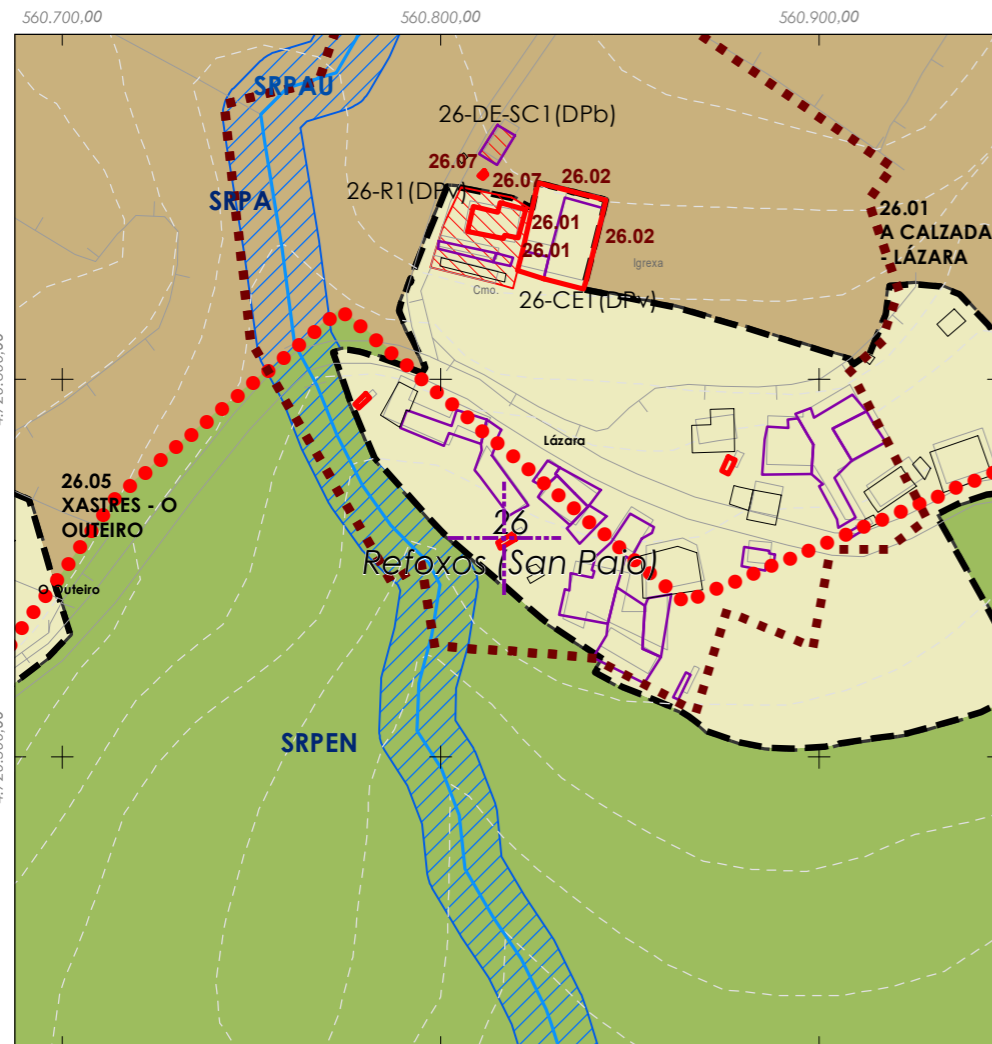 560.700,00
560.800,00
560.900,00
SRPAU
26-DE-SC1(DPb)
26.07
26.07
26.02
26-R1(DPv)
SRPA
26.01
26.01
26.02
26.01
A CALZADA
- LÁZARA
Igrexa
Cmo.
26-CE1(DPv)
Lázara
26.05
XASTRES - O
OUTEIRO
26
Refoxos (San Paio)
O Outeiro
SRPEN